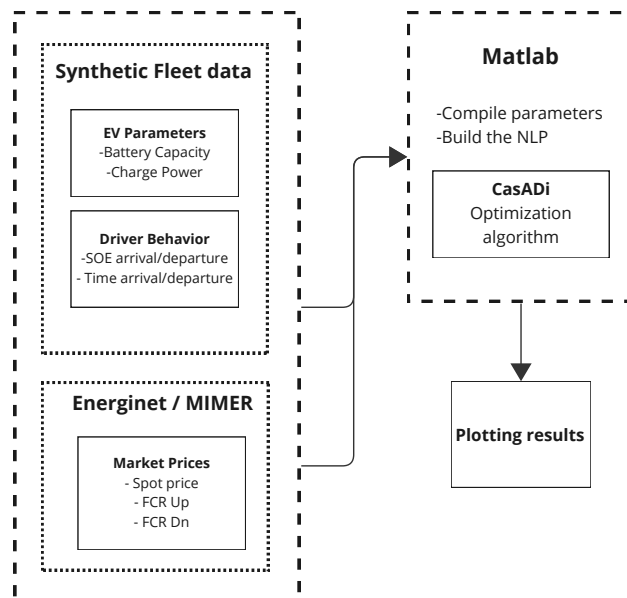 Synthetic Fleet data
EV Parameters
-Battery Capacity
-Charge Power
Driver Behavior
-SOE arrival/departure
- Time arrival/departure
Energinet / MIMER
Market Prices
- Spot price
- FCR Up
- FCR Dn
Matlab
-Compile parameters
-Build the NLP
CasADi
Optimization
algorithm
Plotting results